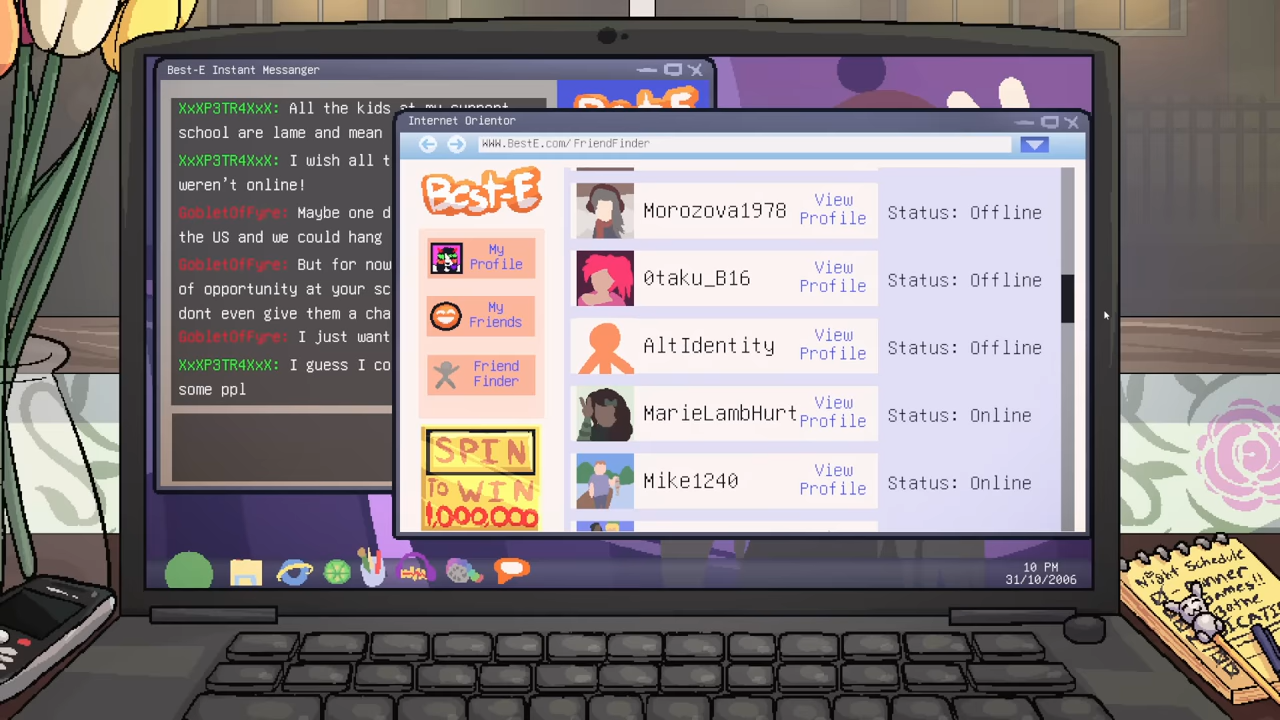 Best-E Instant Messanger
XxXP3TR4XxX: All the kids at my current
school are lame and mean
XxXP3TR4XxX: I wish all t
weren't online!
GobletOfFyre: Maybe one d
the US and we could hang
GobletOfFyre: But for now
of opportunity at your sc
dont even give them a cha
GobletOfFyre: I just want
XxXP3TR4XxX: I guess I co
some ppl
Internet Orientor
WWW.BestE.com/FriendFinder
Best-E
My
Profile
My
Friends
Friend
Finder
SPIN
To WIN
1,000,000
Morozova1978 View Profile Status: Offline
0taku_B16 View Profile Status: Offline
AltIdentity View Profile Status: Offline
MarieLambHurt View Profile Status: Online
Mike1240 View Profile Status: Online
10 PM
31/10/2006
Night Schedule
Dinner
Games!!